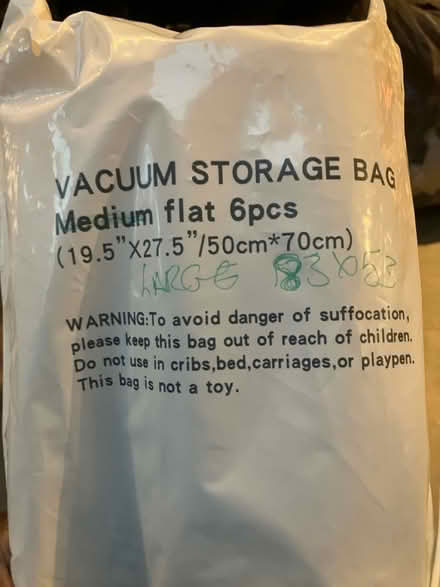 VACUUM STORAGE BAG
Medium flat 6pcs
(19.5”X27.5”/50cm*70cm)
LARGE 83X53
WARNING:To avoid danger of suffocation,
please keep this bag out of reach of children.
Do not use in cribs,bed,carriages,or playpen.
This bag is not a toy.